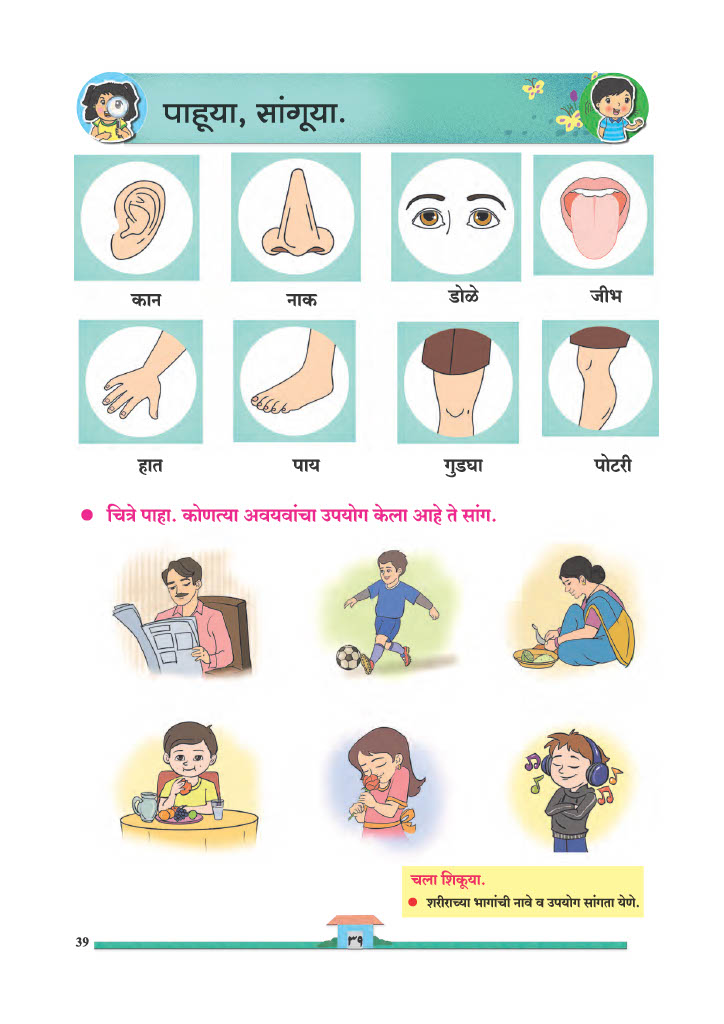 पाहूया, सांगूया.
कान नाक डोळे जीभ
हात पाय गुडघा पोटरी
● चित्रे पाहा. कोणत्या अवयवांचा उपयोग केला आहे ते सांग.
चला शिकूया.
● शरीराच्या भागांची नावे व उपयोग सांगता येणे.
39
३९